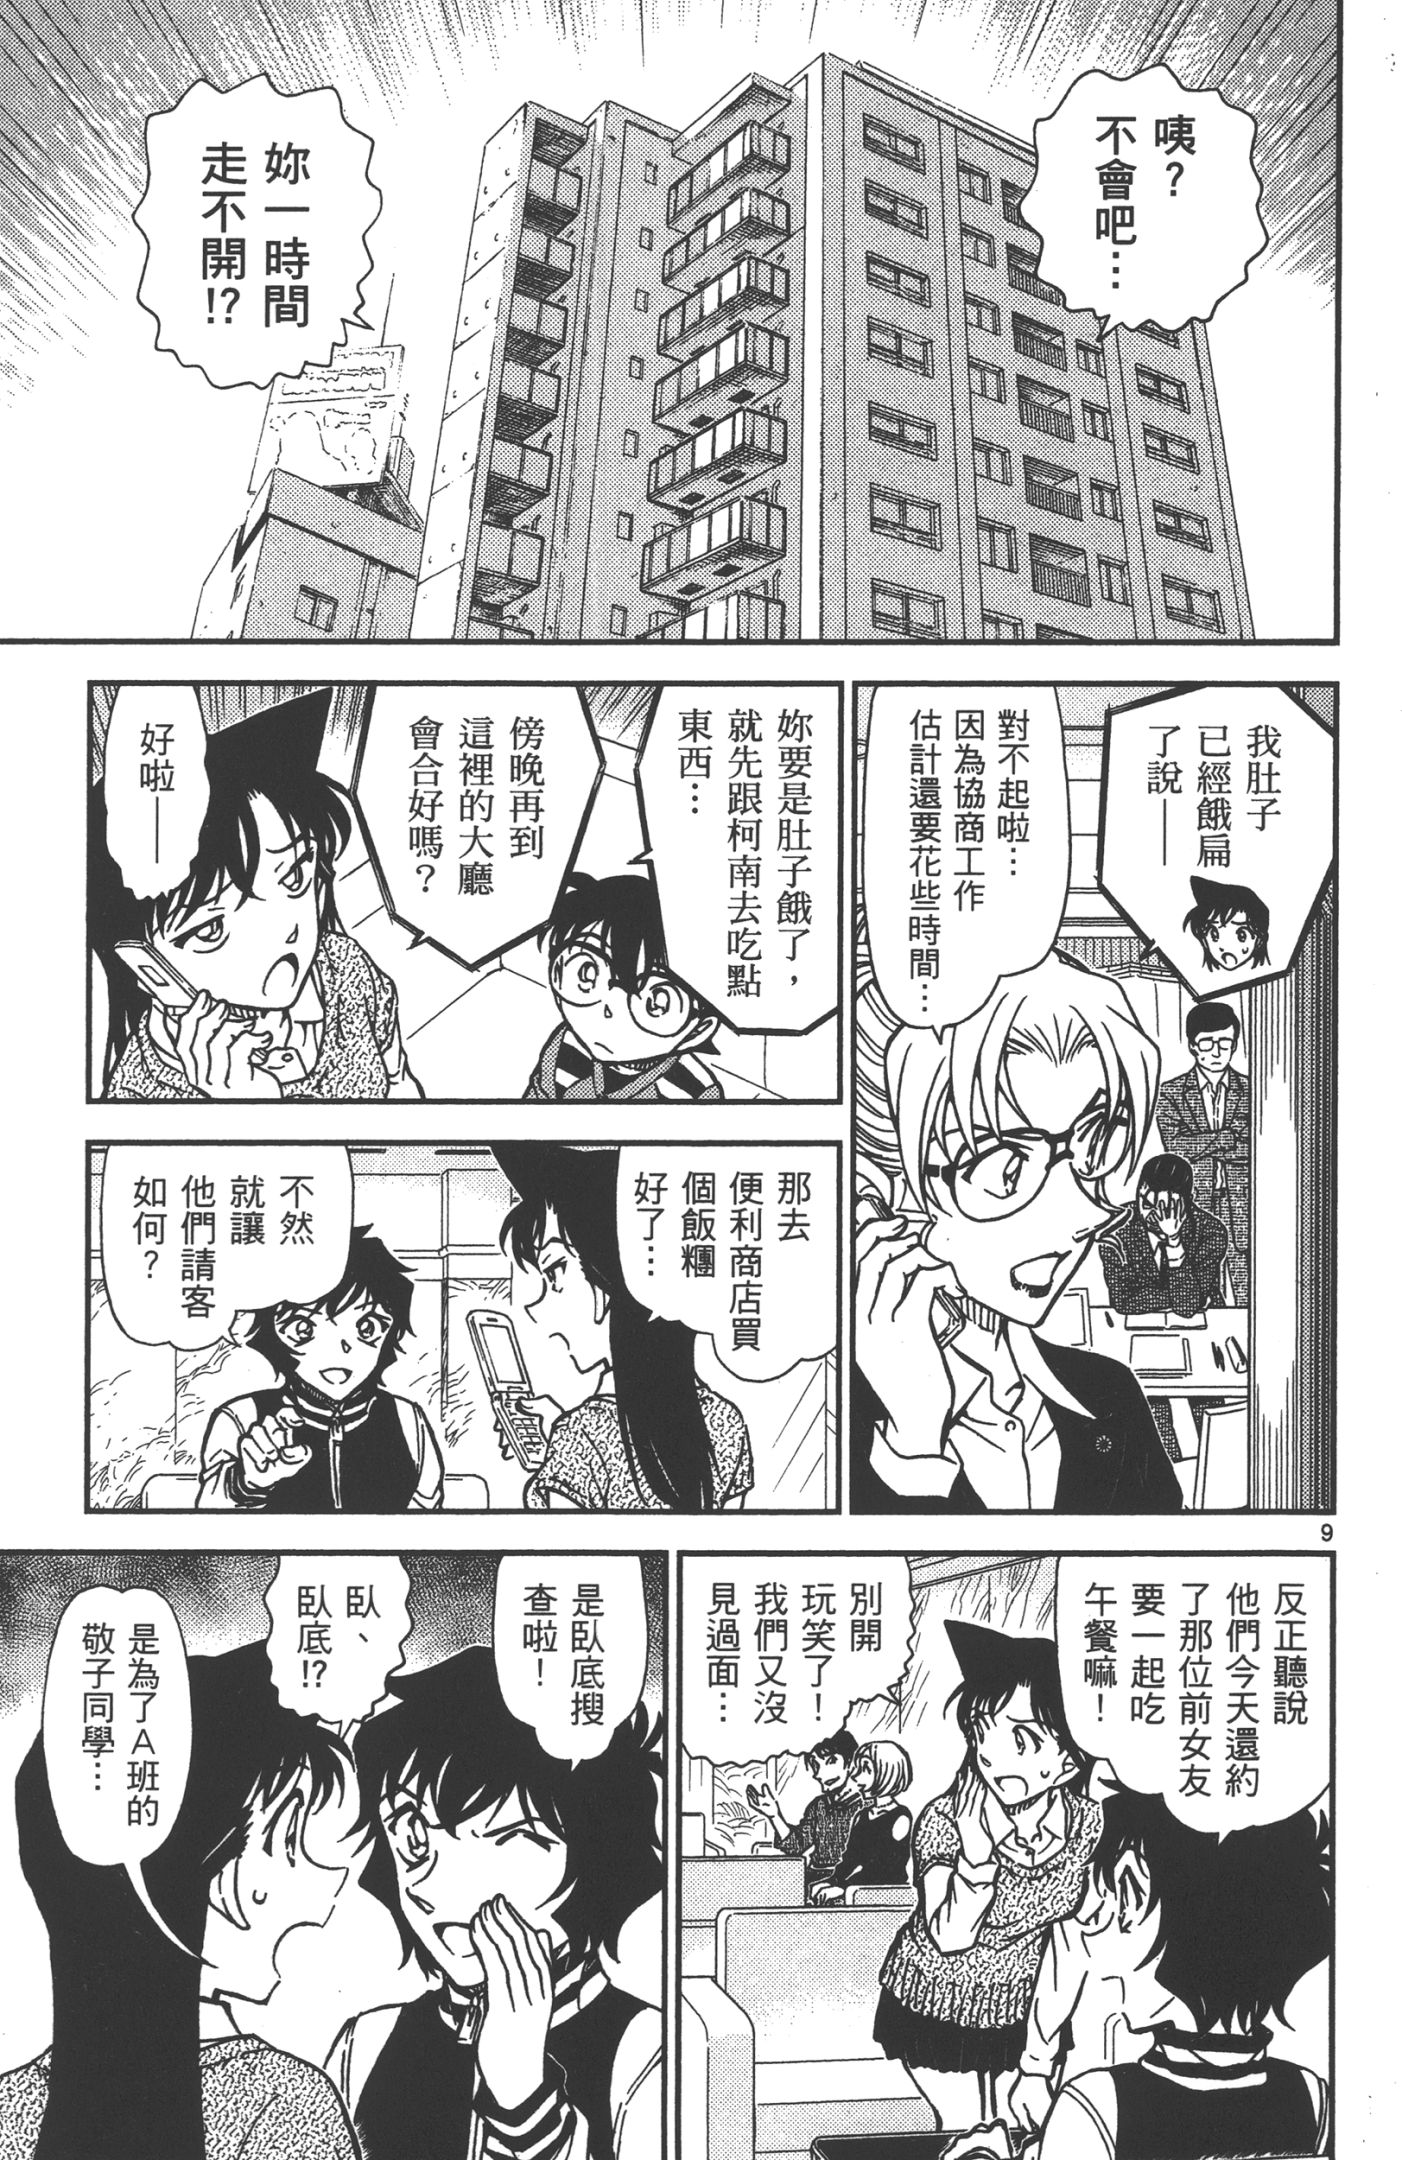 咦？
不會吧…
妳一時間
走不開!?
我肚子
已經餓扁
了說——
對不起啦…
因為協商工作
估計還要花些時間…
妳要是肚子餓了，
就先跟柯南去吃點
東西…
傍晚再到
這裡的大廳
會合好嗎？
好啦——
那去
便利商店買
個飯糰
好了…
不然
就讓
他們請客
如何？
9
反正聽說
他們今天還約
了那位前女友
要一起吃
午餐嘛！
別開
玩笑了！
我們又沒
見過面…
是臥底搜
查啦！
臥、
臥底!?
是為了A班的
敬子同學…